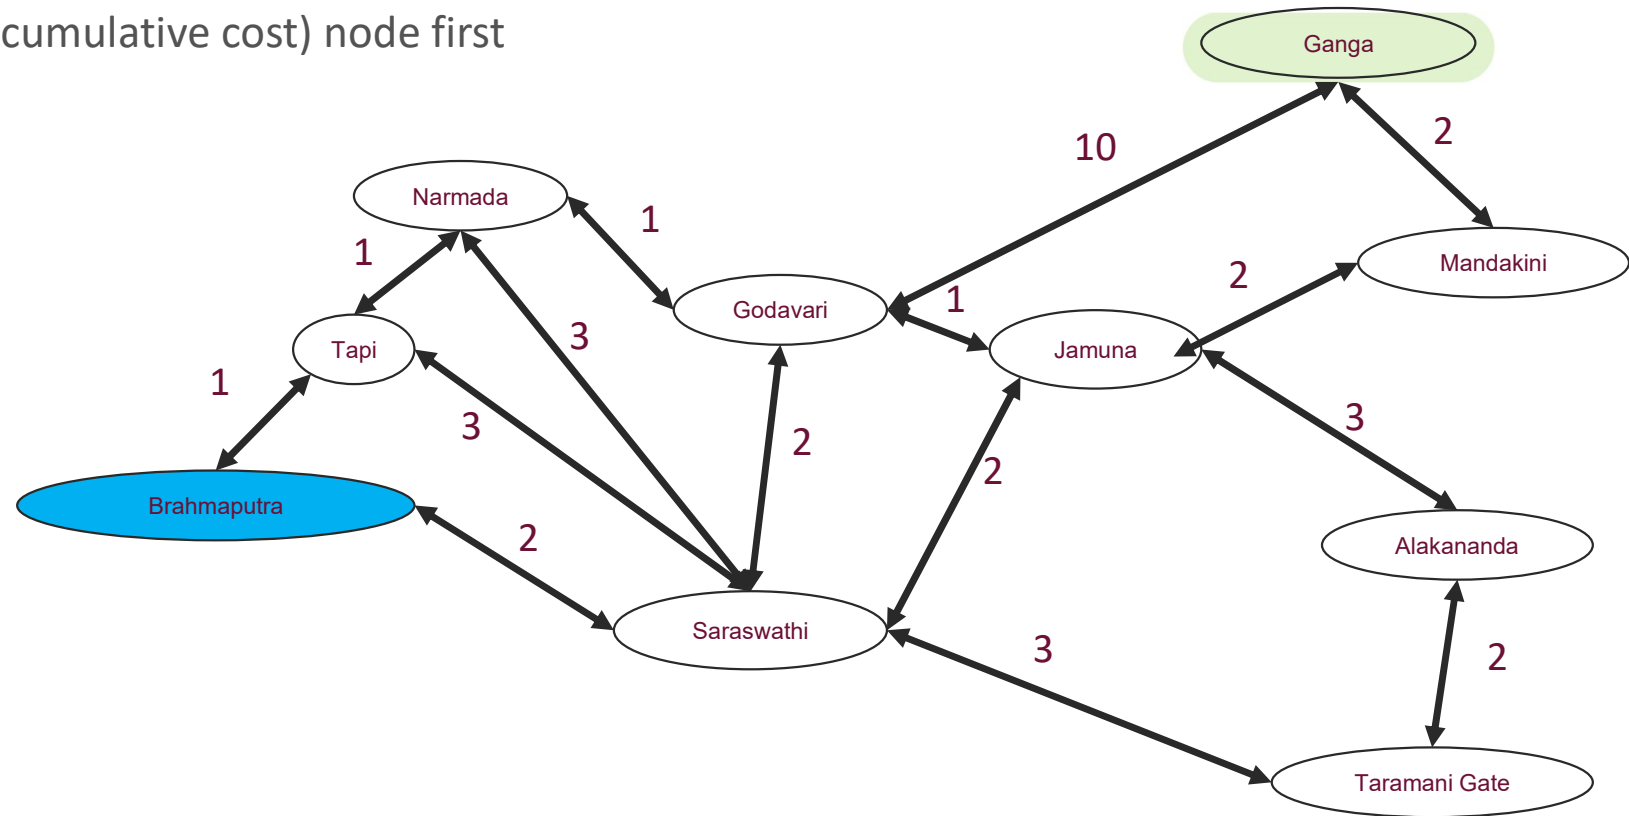 cumulative cost) node first
Ganga
10
2
Narmada
1
1
Mandakini
2
Godavari
1
3
Tapi
Jamuna
1
3
2
3
2
Brahmaputra
2
Alakananda
Saraswathi
3
2
Taramani Gate